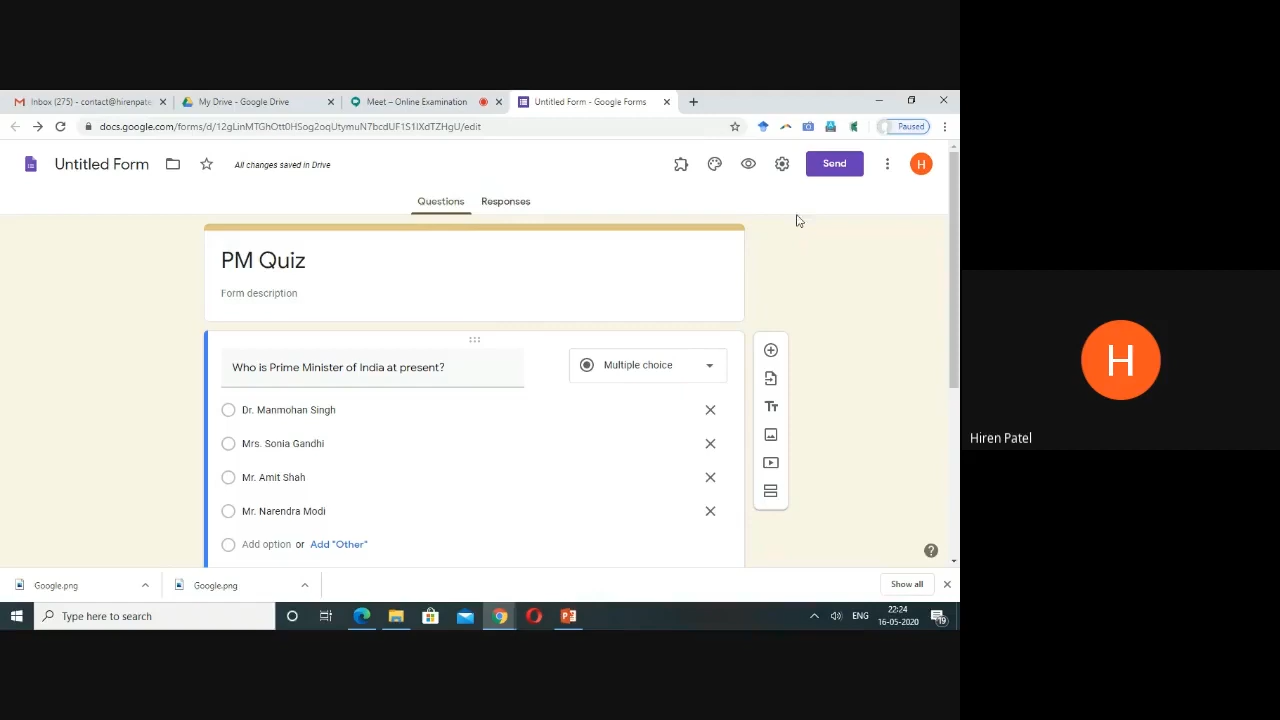 Inbox (275) - contact@hirenpate
My Drive - Google Drive
Meet – Online Examination
Untitled Form - Google Forms
docs.google.com/forms/d/12gLinMTGhOtt0HSog2oqUtymuN7bcdUF1S1IXdTZHgU/edit
Paused
Untitled Form
All changes saved in Drive
Send
H
Questions
Responses
PM Quiz
Form description
Who is Prime Minister of India at present?
Multiple choice
Dr. Manmohan Singh
Mrs. Sonia Gandhi
Mr. Amit Shah
Mr. Narendra Modi
Add option or Add "Other"
Google.png
Google.png
Show all
Type here to search
ENG
22:24
16-05-2020
19
H
Hiren Patel